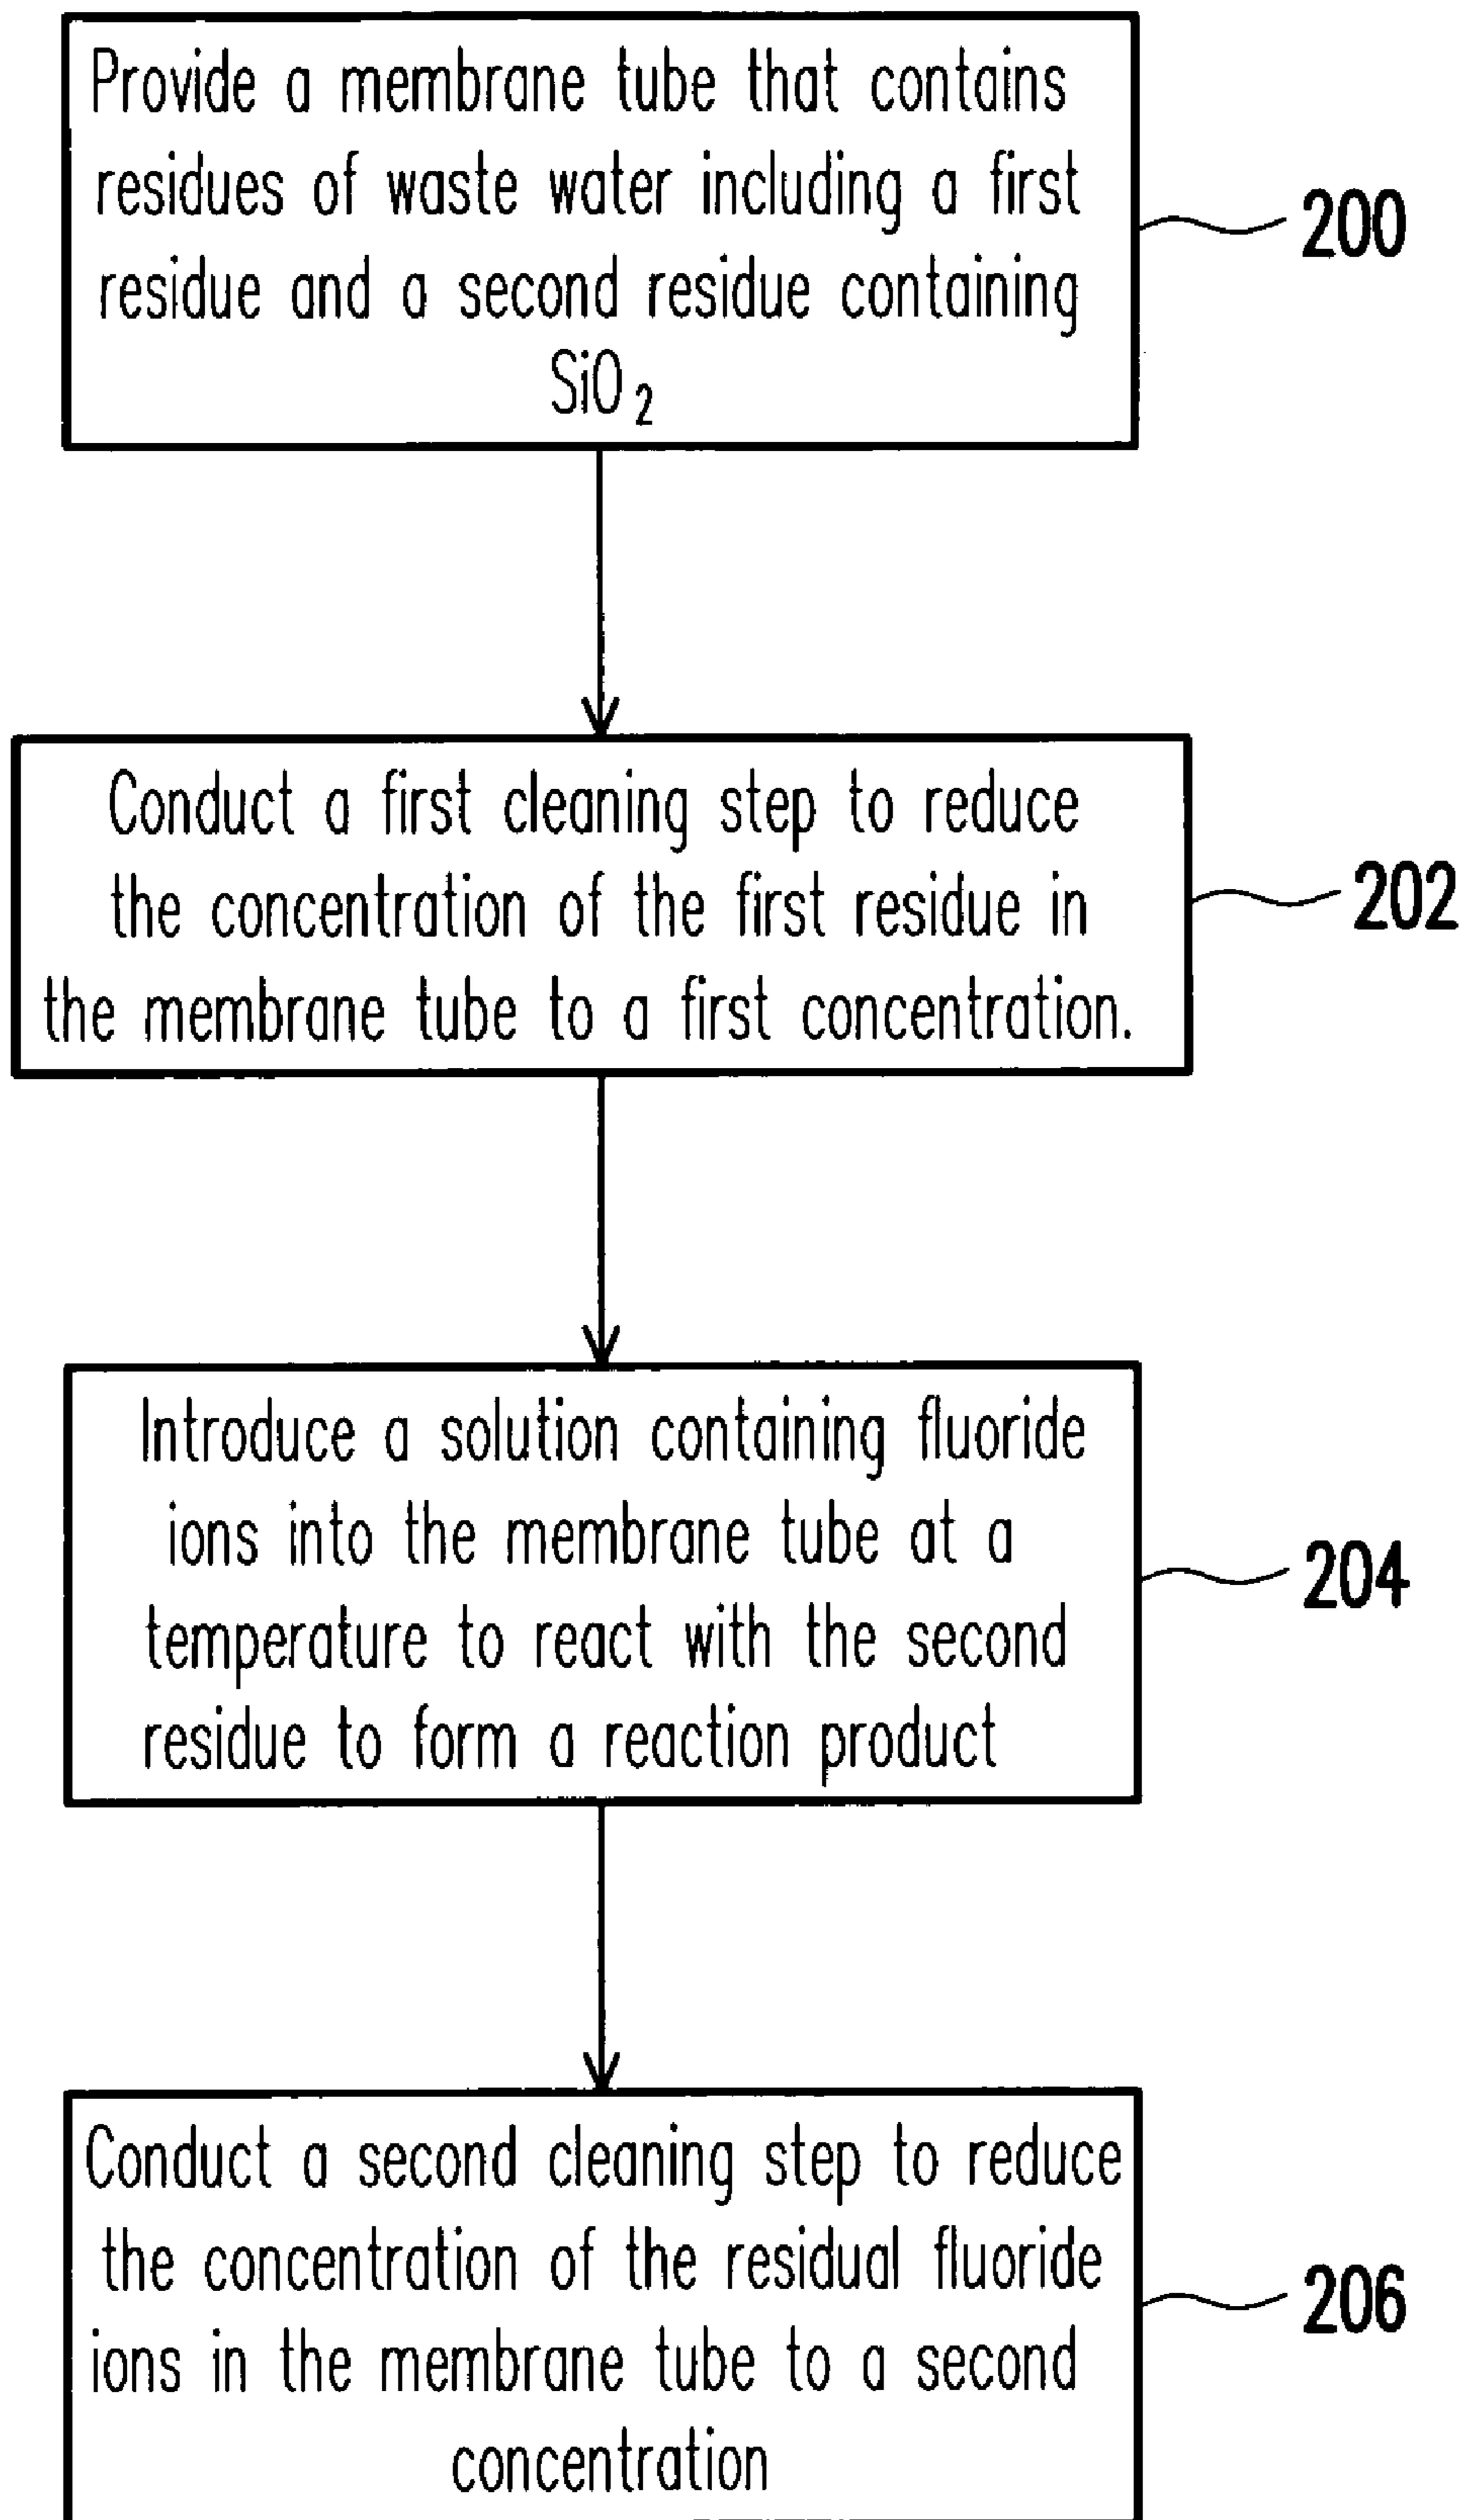 Provide a membrane tube that contains
residues of waste water including a first
residue and a second residue containing
SiO₂
200
Conduct a first cleaning step to reduce
the concentration of the first residue in
the membrane tube to a first concentration.
202
Introduce a solution containing fluoride
ions into the membrane tube at a
temperature to react with the second
residue to form a reaction product
204
Conduct a second cleaning step to reduce
the concentration of the residual fluoride
ions in the membrane tube to a second
concentration
206